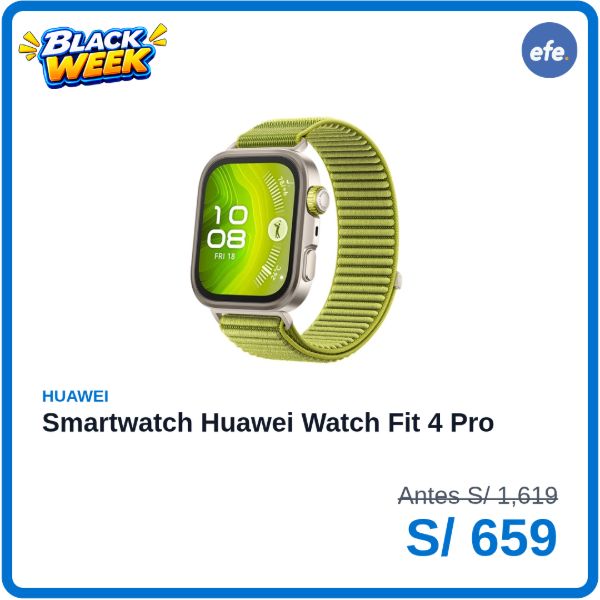 BLACK
WEEK
efe.
10
08
FRI 18
HUAWEI
Smartwatch Huawei Watch Fit 4 Pro
Antes S/ 1,619
S/ 659